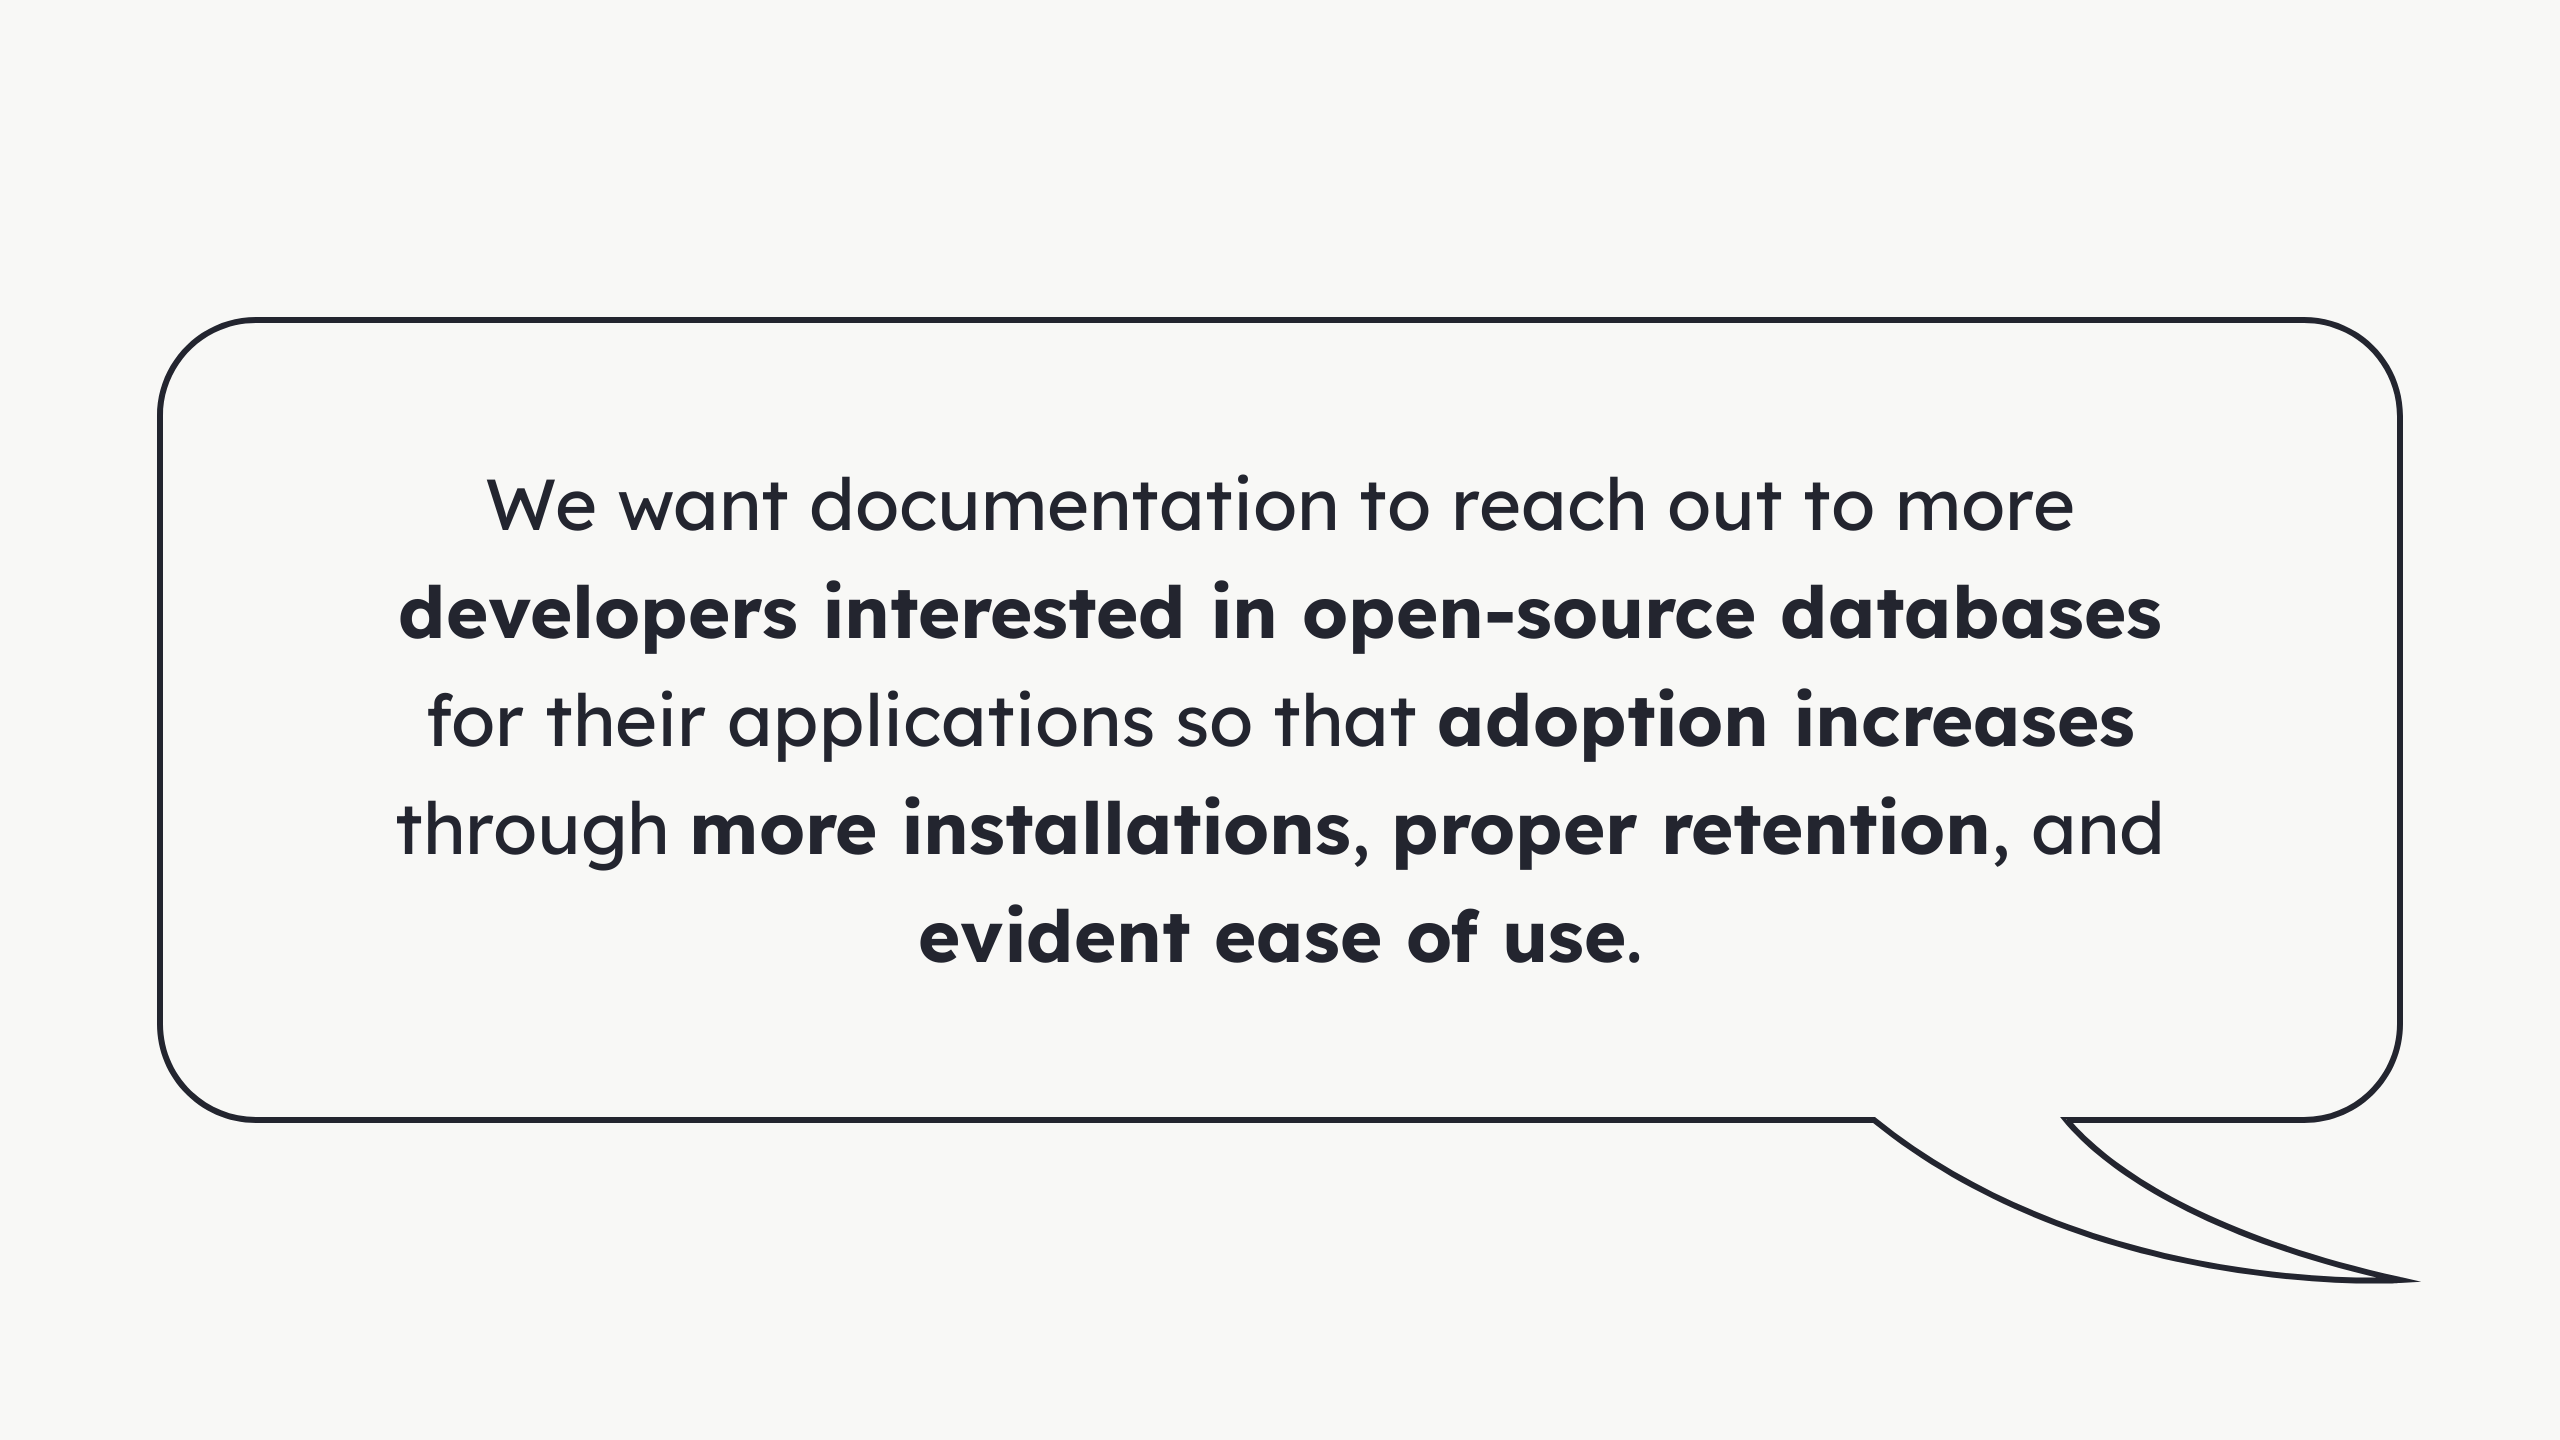 We want documentation to reach out to more
developers interested in open-source databases
for their applications so that adoption increases
through more installations, proper retention, and
evident ease of use.